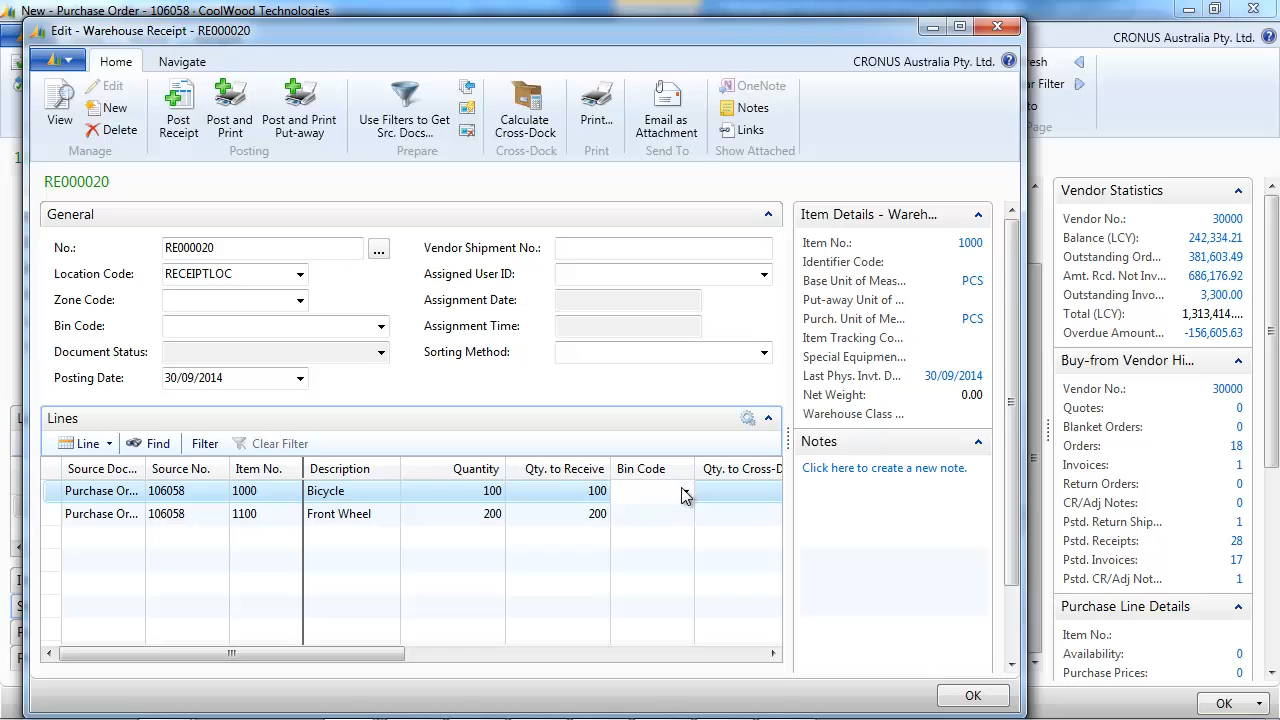 New - Purchase Order - 106058 - CoolWood Technologies
Edit - Warehouse Receipt - RE000020
CRONUS Australia Pty. Ltd.
Home Navigate
CRONUS Australia Pty. Ltd.
View
Edit
New
Delete
Manage
Post Receipt
Post and Print
Post and Print Put-away
Posting
Use Filters to Get Src. Docs...
Prepare
Calculate Cross-Dock
Cross-Dock
Print...
Print
Email as Attachment
Send To
OneNote
Notes
Links
Show Attached
RE000020
General
No.: RE000020 ...
Location Code: RECEIPTLOC
Zone Code:
Bin Code:
Document Status:
Posting Date: 30/09/2014
Vendor Shipment No.:
Assigned User ID:
Assignment Date:
Assignment Time:
Sorting Method:
Lines
Line Find Filter Clear Filter
Source Doc... Source No. Item No. Description Quantity Qty. to Receive Bin Code Qty. to Cross-D
Purchase Or... 106058 1000 Bicycle 100 100
Purchase Or... 106058 1100 Front Wheel 200 200
Item Details - Wareh...
Item No.: 1000
Identifier Code:
Base Unit of Meas... PCS
Put-away Unit of ...
Purch. Unit of Me... PCS
Item Tracking Co...
Special Equipmen...
Last Phys. Invt. D... 30/09/2014
Net Weight: 0.00
Warehouse Class ...
Notes
Click here to create a new note.
OK
Vendor Statistics
Vendor No.: 30000
Balance (LCY): 242,334.21
Outstanding Ord... 381,603.49
Amt. Rcd. Not Inv... 686,176.92
Outstanding Invo... 3,300.00
Total (LCY): 1,313,414....
Overdue Amount... -156,605.63
Buy-from Vendor Hi...
Vendor No.: 30000
Quotes: 0
Blanket Orders: 0
Orders: 18
Invoices: 1
Return Orders: 0
CR/Adj Notes: 0
Pstd. Return Ship... 1
Pstd. Receipts: 28
Pstd. Invoices: 17
Pstd. CR/Adj Not... 1
Purchase Line Details
Item No.:
Availability: 0
Purchase Prices: 0
OK